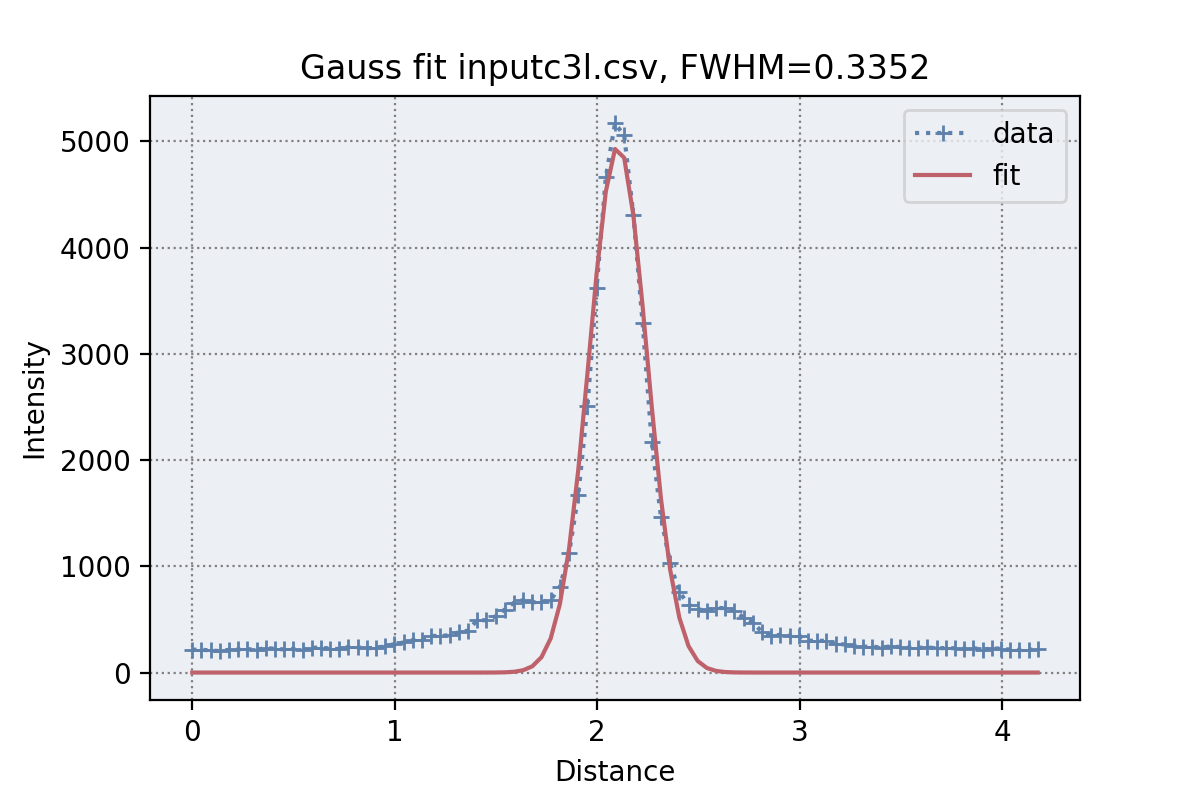 Gauss fit inputc3l.csv, FWHM=0.3352
data
fit
Intensity
5000
4000
3000
2000
1000
0
0 1 2 3 4
Distance